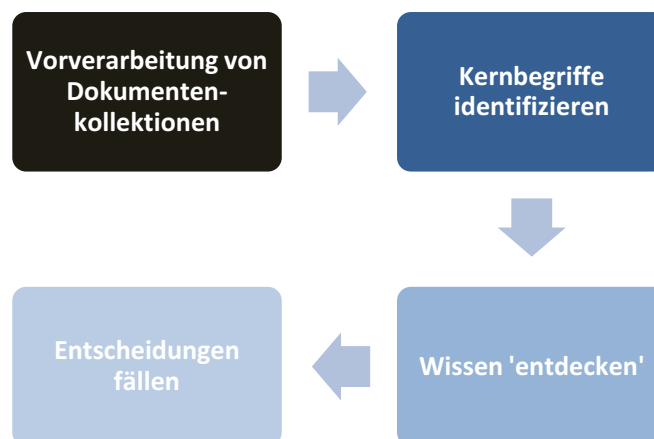 Vorverarbeitung von
Dokumenten-
kollektionen
Kernbegriffe
identifizieren
Wissen 'entdecken'
Entscheidungen
fällen